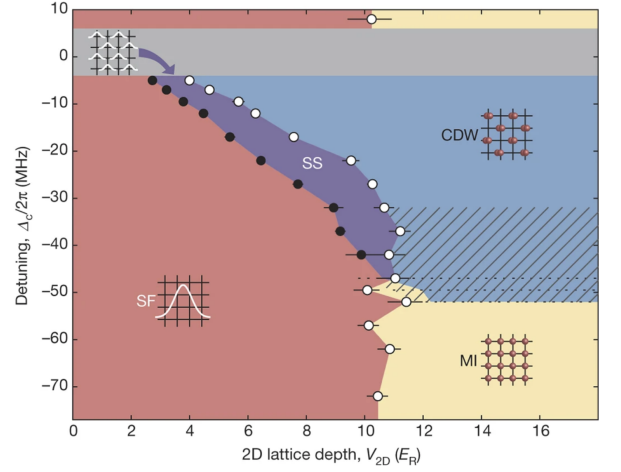 10
0
−10
−20
−30
−40
−50
−60
−70
Detuning, Δc/2π (MHz)
SS
CDW
SF
MI
0 2 4 6 8 10 12 14 16
2D lattice depth, V2D (ER)